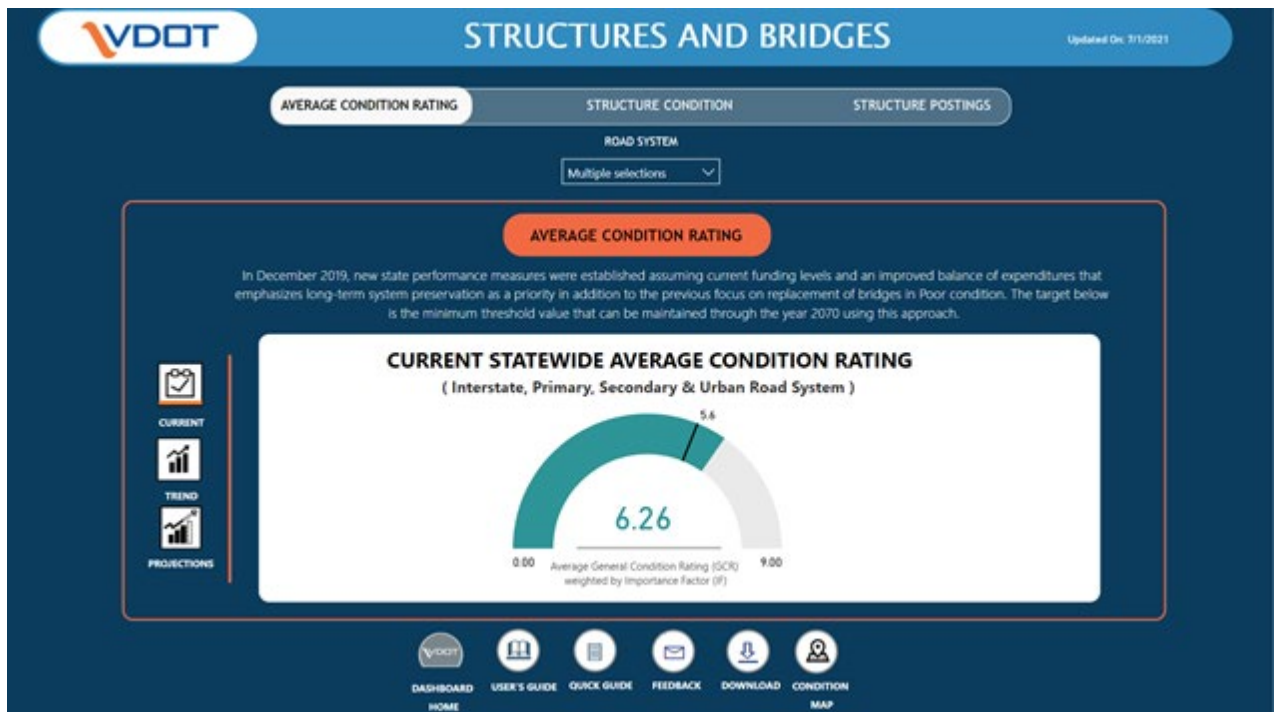 VDOT
STRUCTURES AND BRIDGES
Updated On: 7/1/2021
AVERAGE CONDITION RATING
STRUCTURE CONDITION
STRUCTURE POSTINGS
ROAD SYSTEM
Multiple selections
AVERAGE CONDITION RATING
In December 2019, new state performance measures were established assuming current funding levels and an improved balance of expenditures that
emphasizes long-term system preservation as a priority in addition to the previous focus on replacement of bridges in Poor condition. The target below
is the minimum threshold value that can be maintained through the year 2070 using this approach.
CURRENT STATEWIDE AVERAGE CONDITION RATING
( Interstate, Primary, Secondary & Urban Road System )
5.6
6.26
0.00
9.00
Average General Condition Rating (GCR)
weighted by Importance Factor (IF)
CURRENT
TREND
PROJECTIONS
VDOT
DASHBOARD
HOME
USER'S GUIDE
QUICK GUIDE
FEEDBACK
DOWNLOAD
CONDITION
MAP